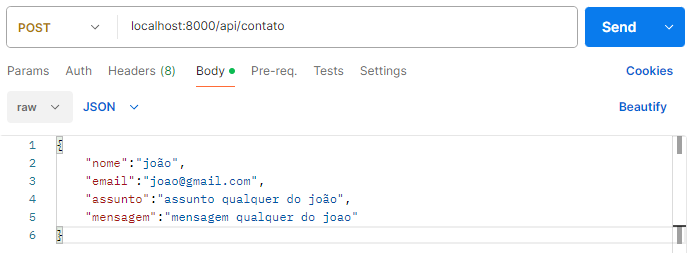 POST localhost:8000/api/contato Send
Params Auth Headers (8) Body Pre-req. Tests Settings Cookies
raw JSON Beautify
1 {
2 "nome":"joão",
3 "email":"joao@gmail.com",
4 "assunto":"assunto qualquer do joão",
5 "mensagem":"mensagem qualquer do joao"
6 }